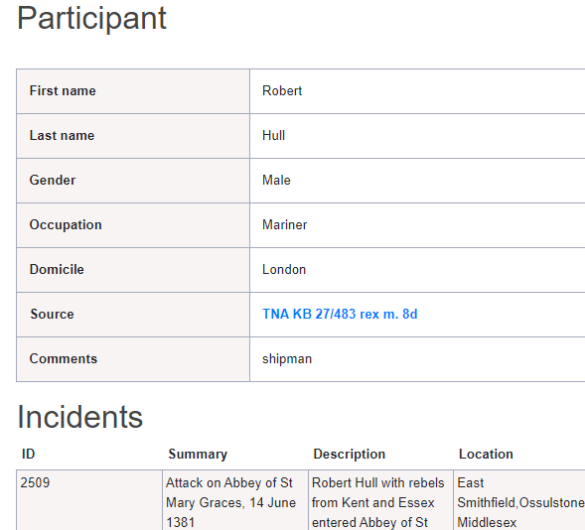 Participant
First name Robert
Last name Hull
Gender Male
Occupation Mariner
Domicile London
Source TNA KB 27/483 rex m. 8d
Comments shipman
Incidents
ID Summary Description Location
2509 Attack on Abbey of St Robert Hull with rebels East
Mary Graces, 14 June from Kent and Essex Smithfield,Ossulstone
1381 entered Abbey of St Middlesex